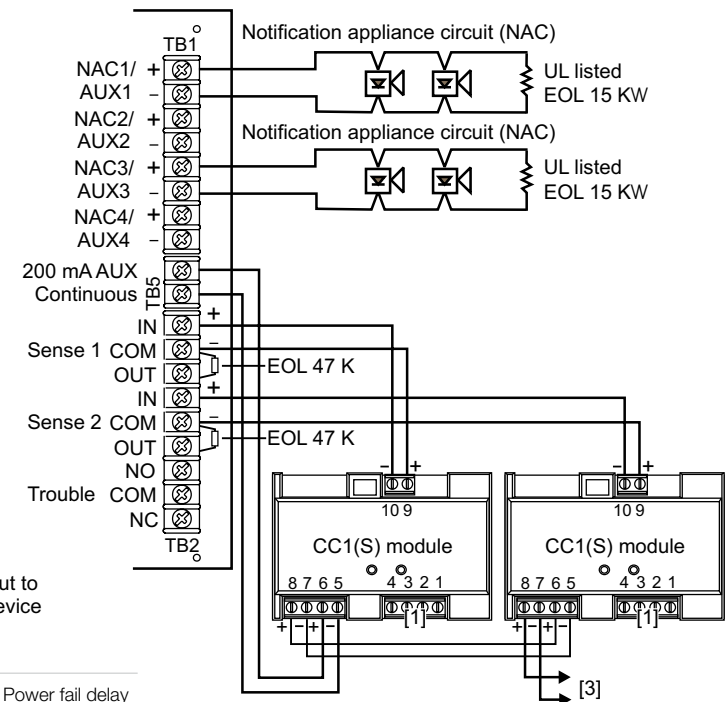 TB1
Notification appliance circuit (NAC)
NAC1/ +
AUX1 –
UL listed
EOL 15 KW
NAC2/ +
AUX2 –
Notification appliance circuit (NAC)
NAC3/ +
AUX3 –
UL listed
EOL 15 KW
NAC4/ +
AUX4 –
200 mA AUX
Continuous
TB5
IN +
Sense 1 COM –
OUT
EOL 47 K
IN +
Sense 2 COM –
OUT
EOL 47 K
NO
Trouble COM
NC
TB2
– +
10 9
CC1(S) module
8 7 6 5 4 3 2 1
[1]
+ – + –
– +
10 9
CC1(S) module
8 7 6 5 4 3 2 1
[1]
+ – + –
[3]
ut to
evice
Power fail delay